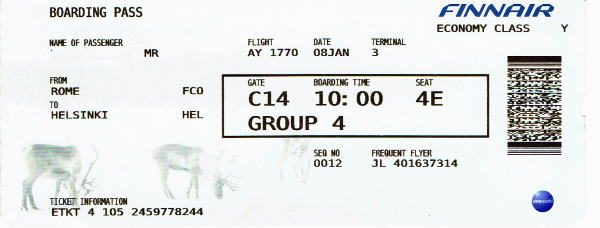 BOARDING PASS
FINNAIR
ECONOMY CLASS Y
NAME OF PASSENGER
MR
FLIGHT DATE TERMINAL
AY 1770 08JAN 3
FROM
ROME FCO
TO
HELSINKI HEL
GATE BOARDING TIME SEAT
C14 10:00 4E
GROUP 4
SEQ NO FREQUENT FLYER
0012 JL 401637314
TICKET INFORMATION
ETKT 4 105 2459778244
oneworld